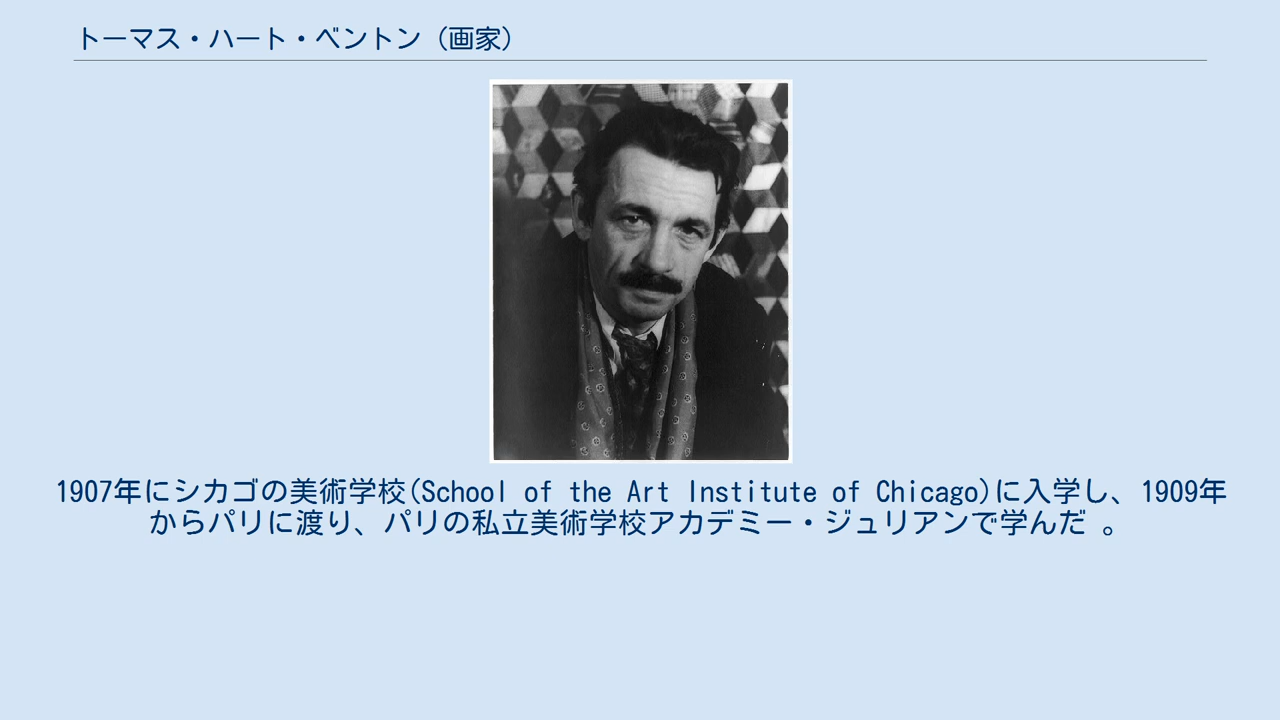 トーマス・ハート・ベントン（画家）
1907年にシカゴの美術学校(School of the Art Institute of Chicago)に入学し、1909年
からパリに渡り、パリの私立美術学校アカデミー・ジュリアンで学んだ 。